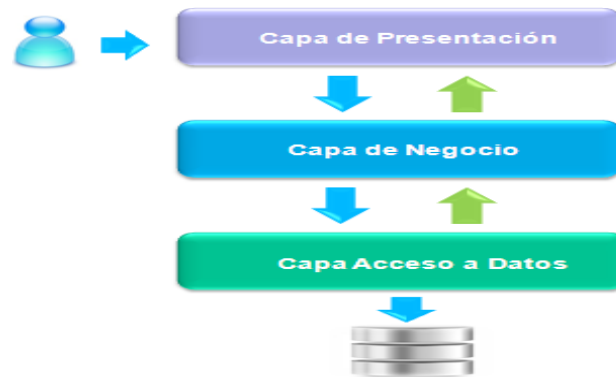 Capa de Presentación
Capa de Negocio
Capa Acceso a Datos